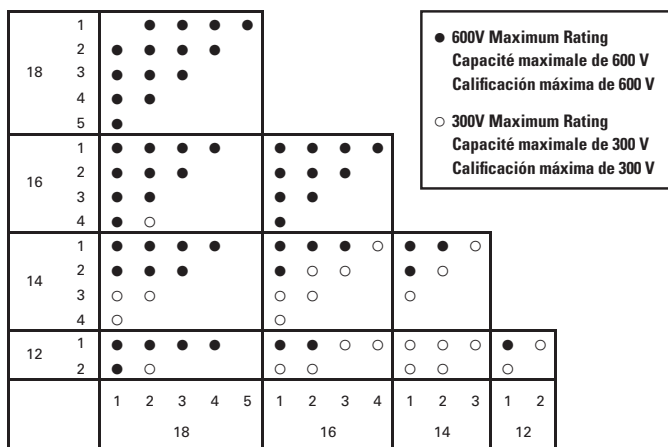 1
2
18 3
4
5
1
2
16
3
4
1
2
14
3
4
1
12
2
1 2 3 4 5 1 2 3 4 1 2 3 1 2
18 16 14 12
● 600V Maximum Rating
Capacité maximale de 600 V
Calificación máxima de 600 V
○ 300V Maximum Rating
Capacité maximale de 300 V
Calificación máxima de 300 V